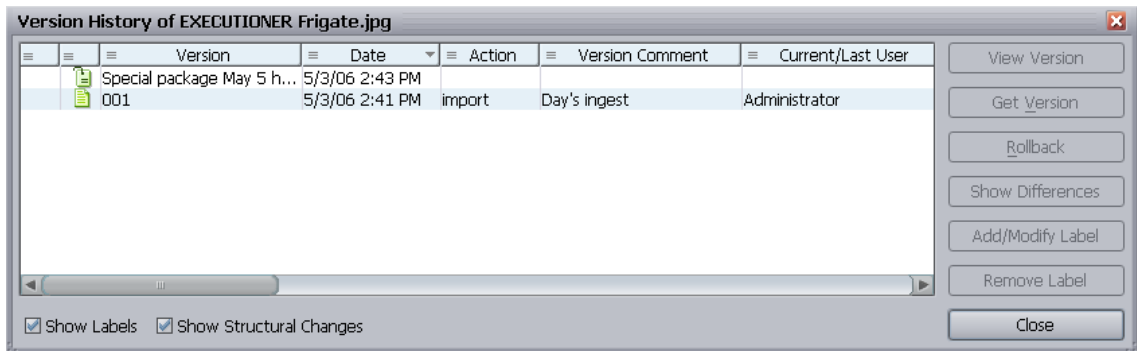 Version History of EXECUTIONER Frigate.jpg
Version Date Action Version Comment Current/Last User
Special package May 5 h... 5/3/06 2:43 PM
001 5/3/06 2:41 PM import Day's ingest Administrator
View Version
Get Version
Rollback
Show Differences
Add/Modify Label
Remove Label
Show Labels Show Structural Changes
Close